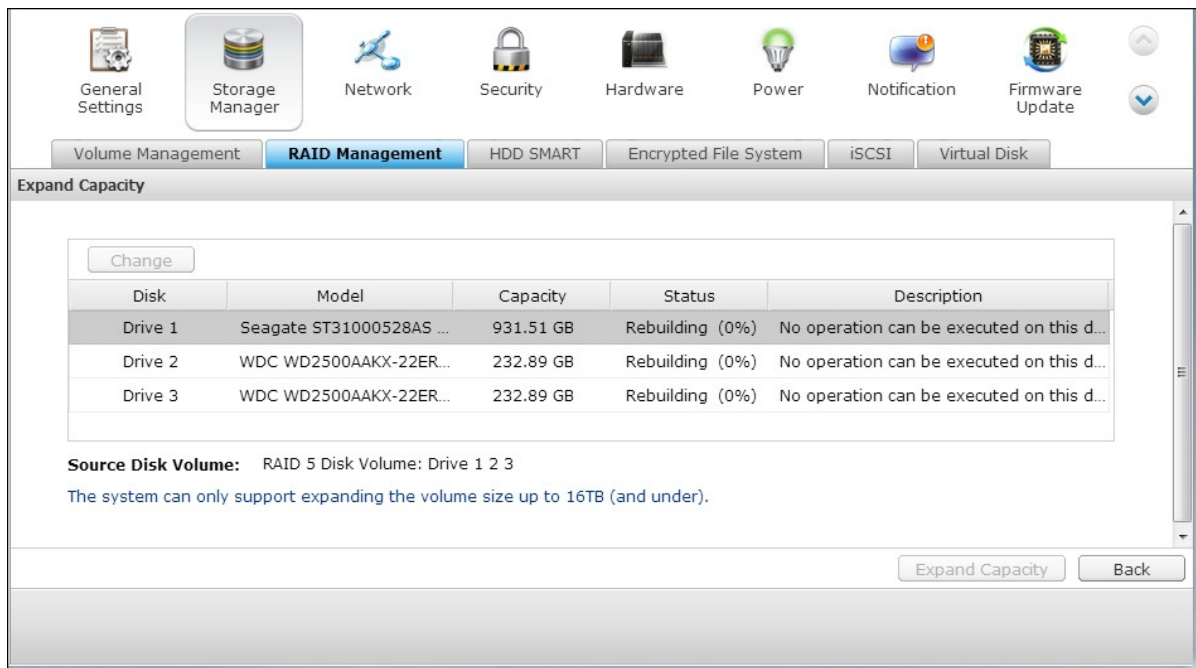 General Settings
Storage Manager
Network
Security
Hardware
Power
Notification
Firmware Update
Volume Management RAID Management HDD SMART Encrypted File System iSCSI Virtual Disk
Expand Capacity
Change
Disk Model Capacity Status Description
Drive 1 Seagate ST31000528AS ... 931.51 GB Rebuilding (0%) No operation can be executed on this d...
Drive 2 WDC WD2500AAKX-22ER... 232.89 GB Rebuilding (0%) No operation can be executed on this d...
Drive 3 WDC WD2500AAKX-22ER... 232.89 GB Rebuilding (0%) No operation can be executed on this d...
Source Disk Volume: RAID 5 Disk Volume: Drive 1 2 3
The system can only support expanding the volume size up to 16TB (and under).
Expand Capacity Back